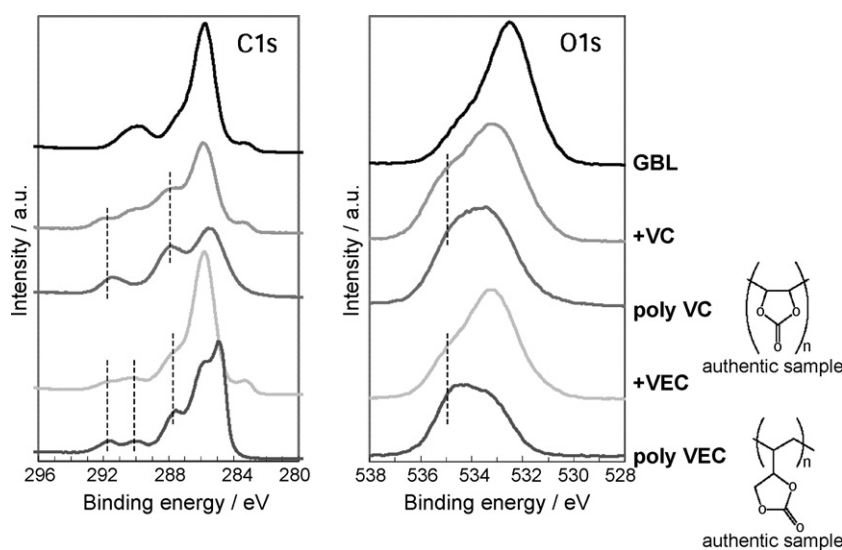 C1s
O1s
Intensity / a.u.
Intensity / a.u.
GBL
+VC
poly VC
+VEC
poly VEC
296 292 288 284 280
538 536 534 532 530 528
Binding energy / eV
Binding energy / eV
O O
O
n
authentic sample
n
O
O
O
authentic sample